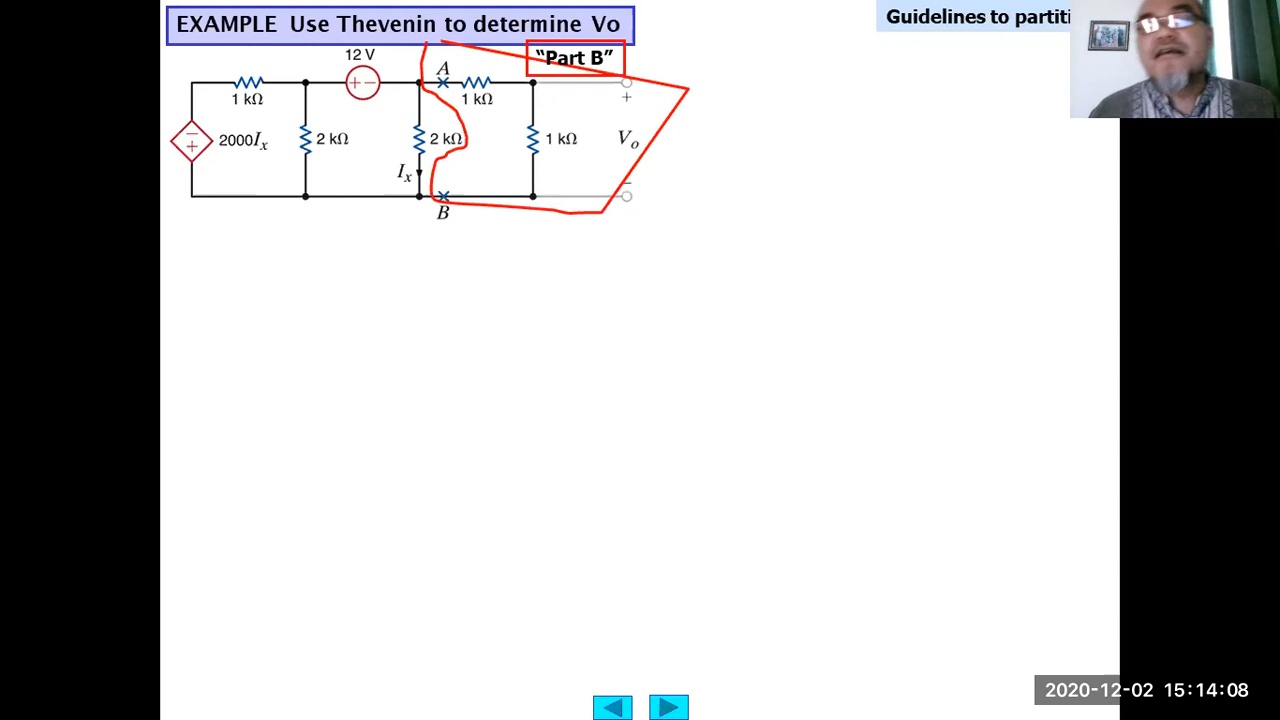 EXAMPLE Use Thevenin to determine Vo
Guidelines to partiti
"Part B"
12 V
A
1 kΩ
1 kΩ
+ -
+
- +
2000Iₓ
2 kΩ
2 kΩ
1 kΩ
Vₒ
Iₓ
-
B
2020-12-02 15:14:08